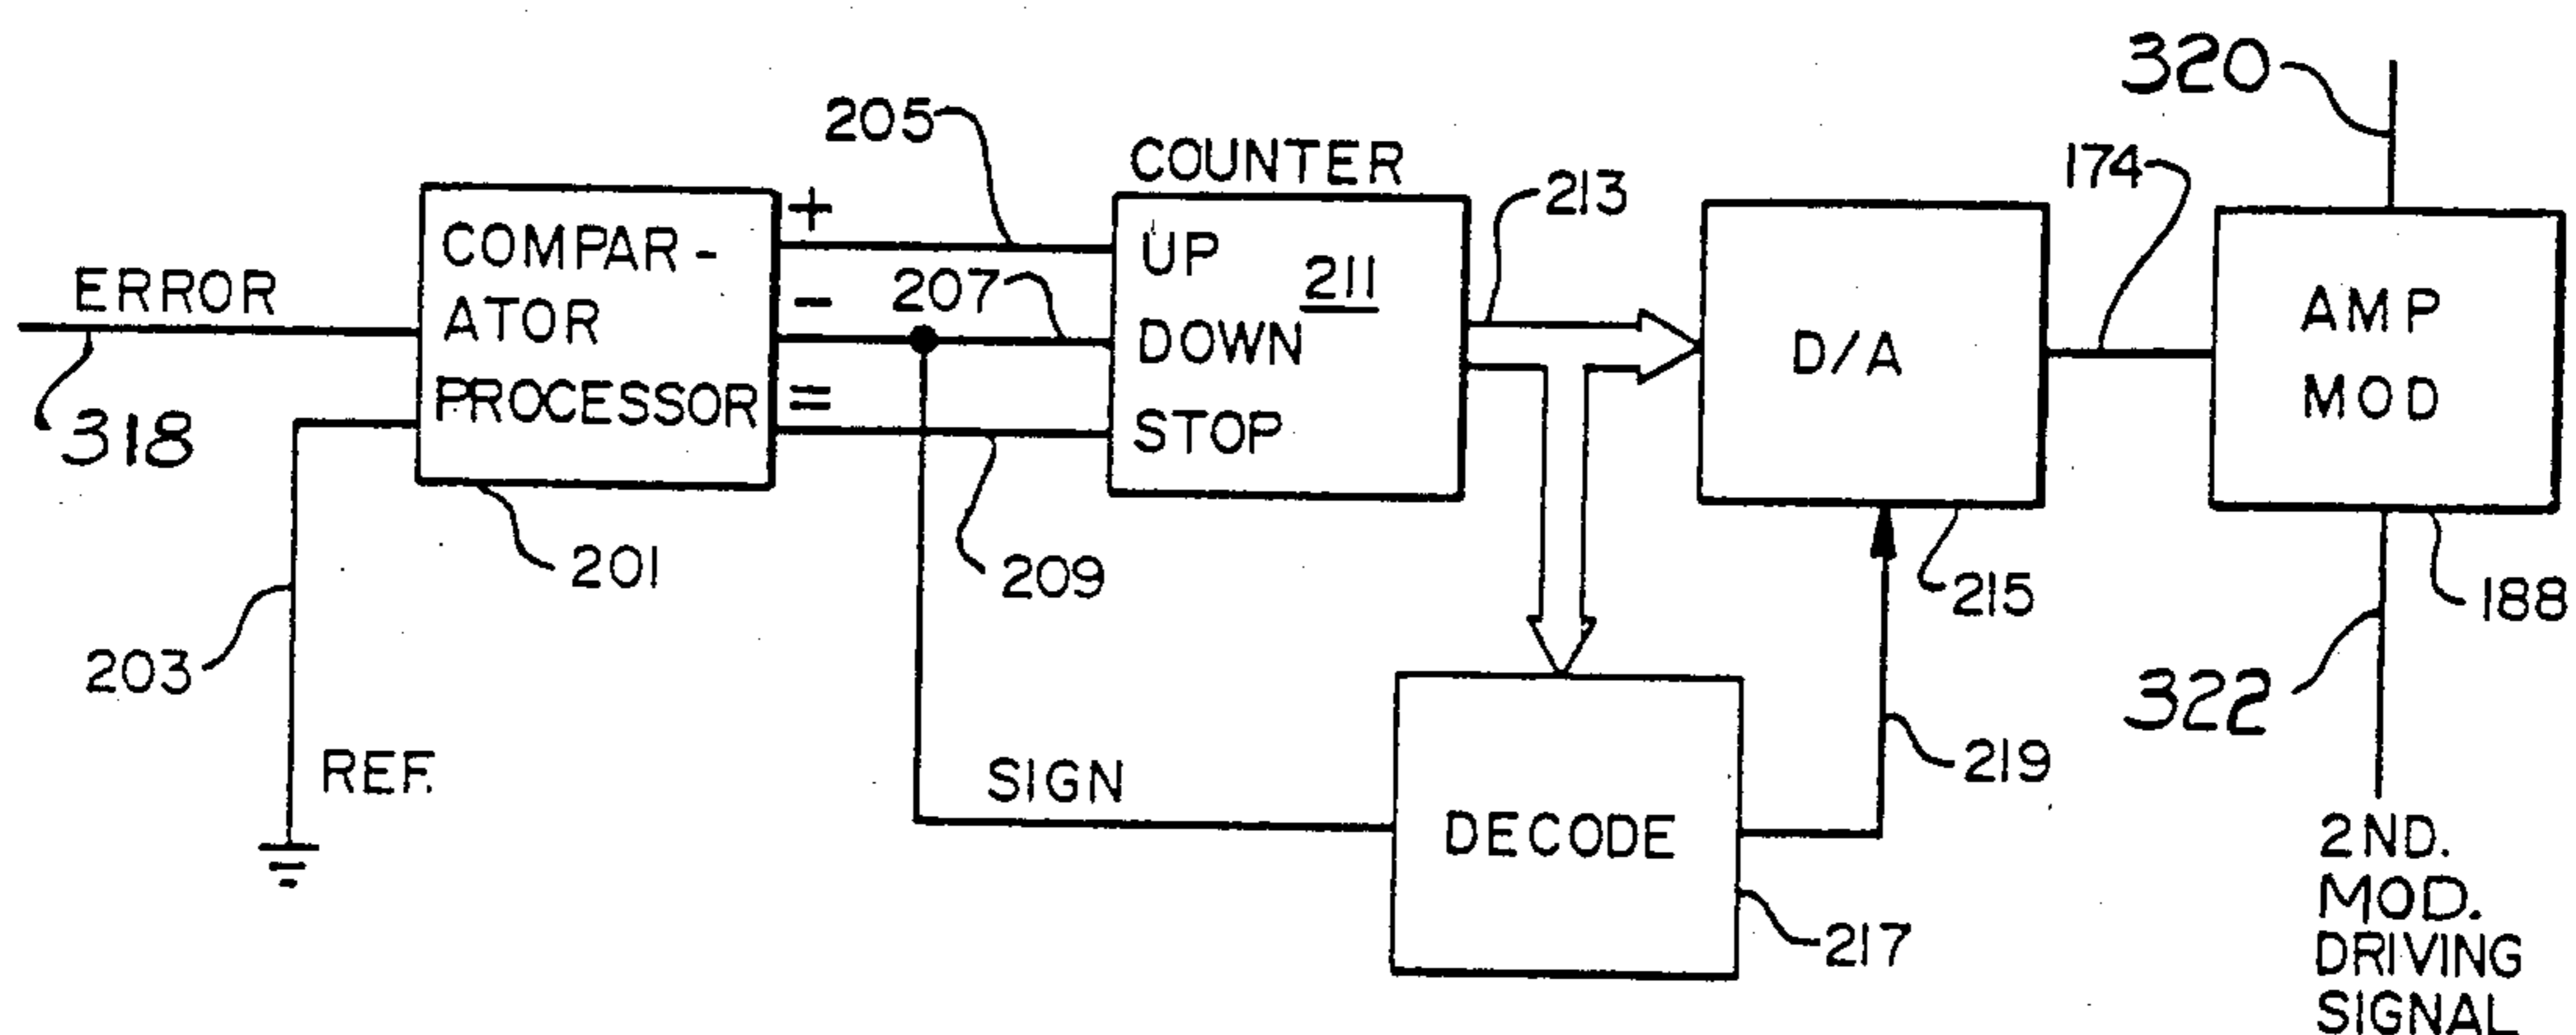 320
205
COUNTER
174
213
+
COMPAR-
ATOR
PROCESSOR
UP
211
ERROR
207
-
DOWN
D/A
AMP
MOD
=
STOP
318
201
209
215
188
203
322
REF.
SIGN
219
DECODE
2ND.
MOD.
DRIVING
SIGNAL
217